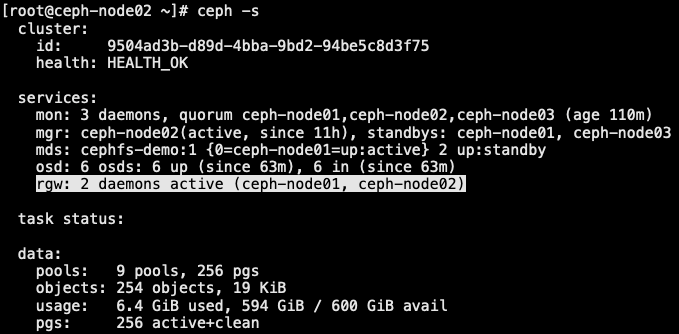 [root@ceph-node02 ~]# ceph -s
cluster:
id: 9504ad3b-d89d-4bba-9bd2-94be5c8d3f75
health: HEALTH_OK
services:
mon: 3 daemons, quorum ceph-node01,ceph-node02,ceph-node03 (age 110m)
mgr: ceph-node02(active, since 11h), standbys: ceph-node01, ceph-node03
mds: cephfs-demo:1 {0=ceph-node01=up:active} 2 up:standby
osd: 6 osds: 6 up (since 63m), 6 in (since 63m)
rgw: 2 daemons active (ceph-node01, ceph-node02)
task status:
data:
pools: 9 pools, 256 pgs
objects: 254 objects, 19 KiB
usage: 6.4 GiB used, 594 GiB / 600 GiB avail
pgs: 256 active+clean